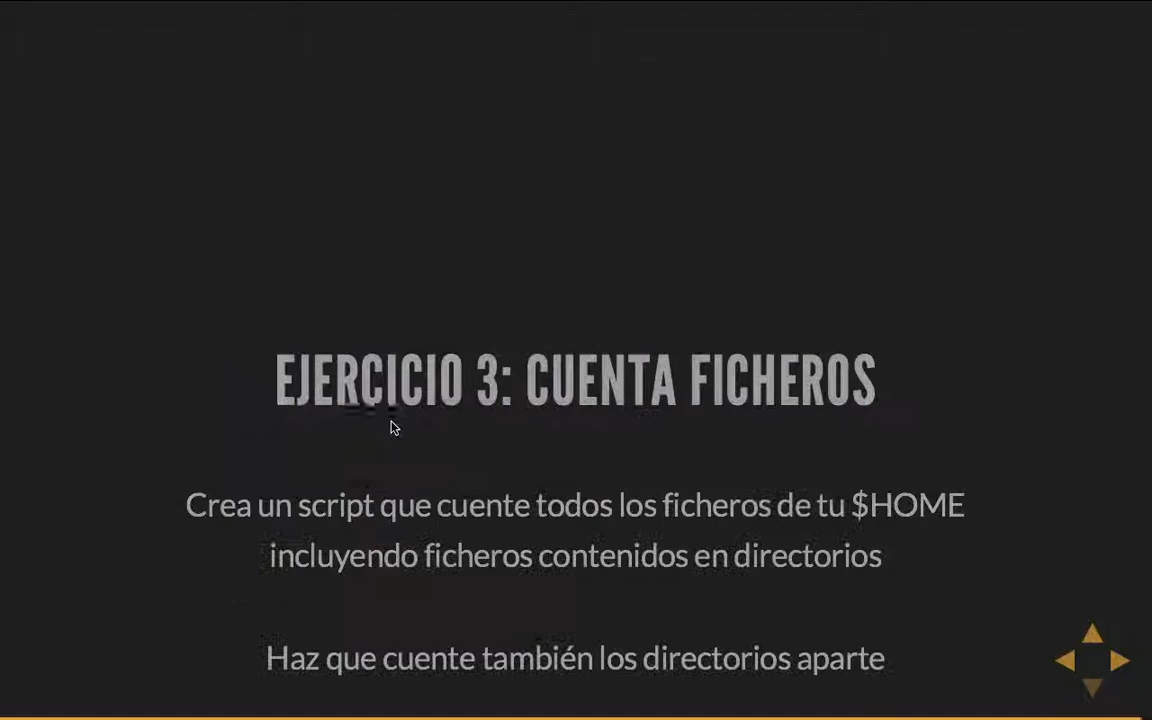 EJERCICIO 3: CUENTA FICHEROS
Crea un script que cuente todos los ficheros de tu $HOME
incluyendo ficheros contenidos en directorios
Haz que cuente también los directorios aparte